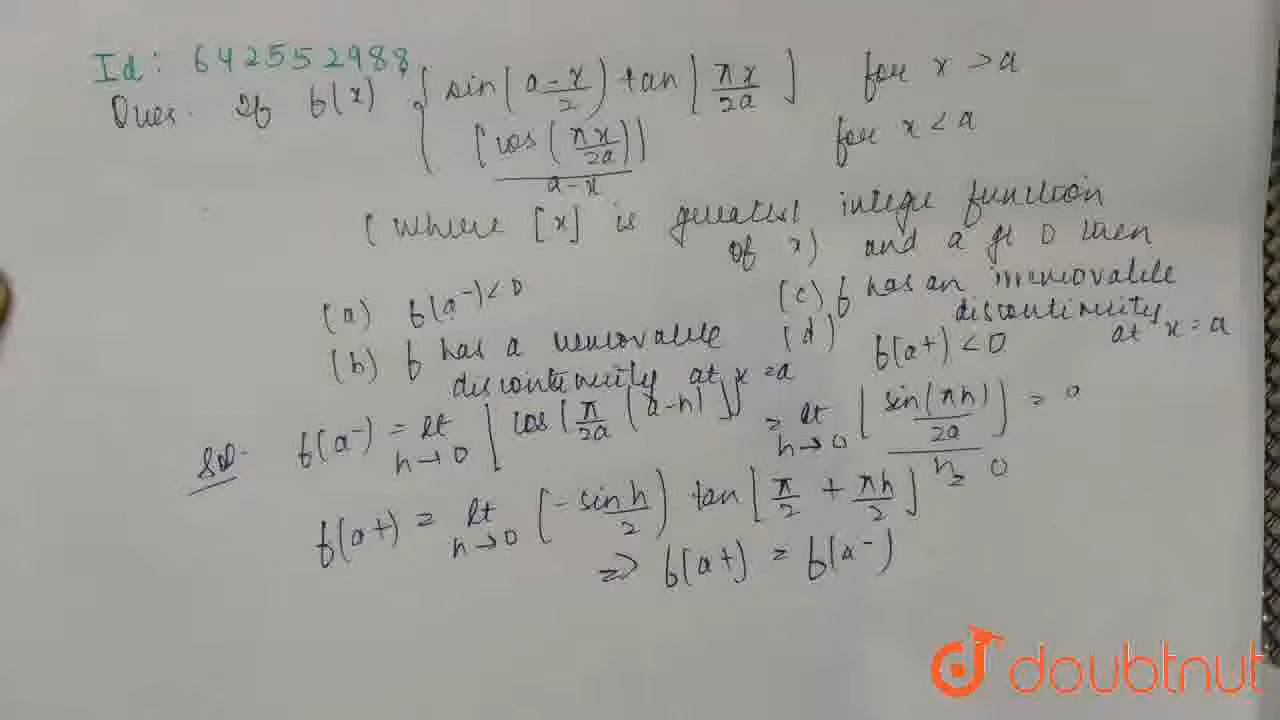 Id: 642552988
Ques. If f(x) { sin(a-x/2) tan[πx/2a] for x > a
[cos(πx/2a)]/a-x for x < a
(where [x] is greatest integer function
of x) and a gt 0 then
(a) f(a⁻) < 0
(c) f has an irremovable
discontinuity
at x = a
(b) f has a removable
discontinuity at x = a
(d) f(a+) < 0
Sol. f(a⁻) = lt h→0 [cos[π/2a (a-h)]] = lt h→0 [sin(πh)/2a]/h = 0
f(a+) = lt h→0 (-sin h/2) tan[π/2 + πh/2] = 0
⇒ f(a+) = f(a⁻)
doubtnut